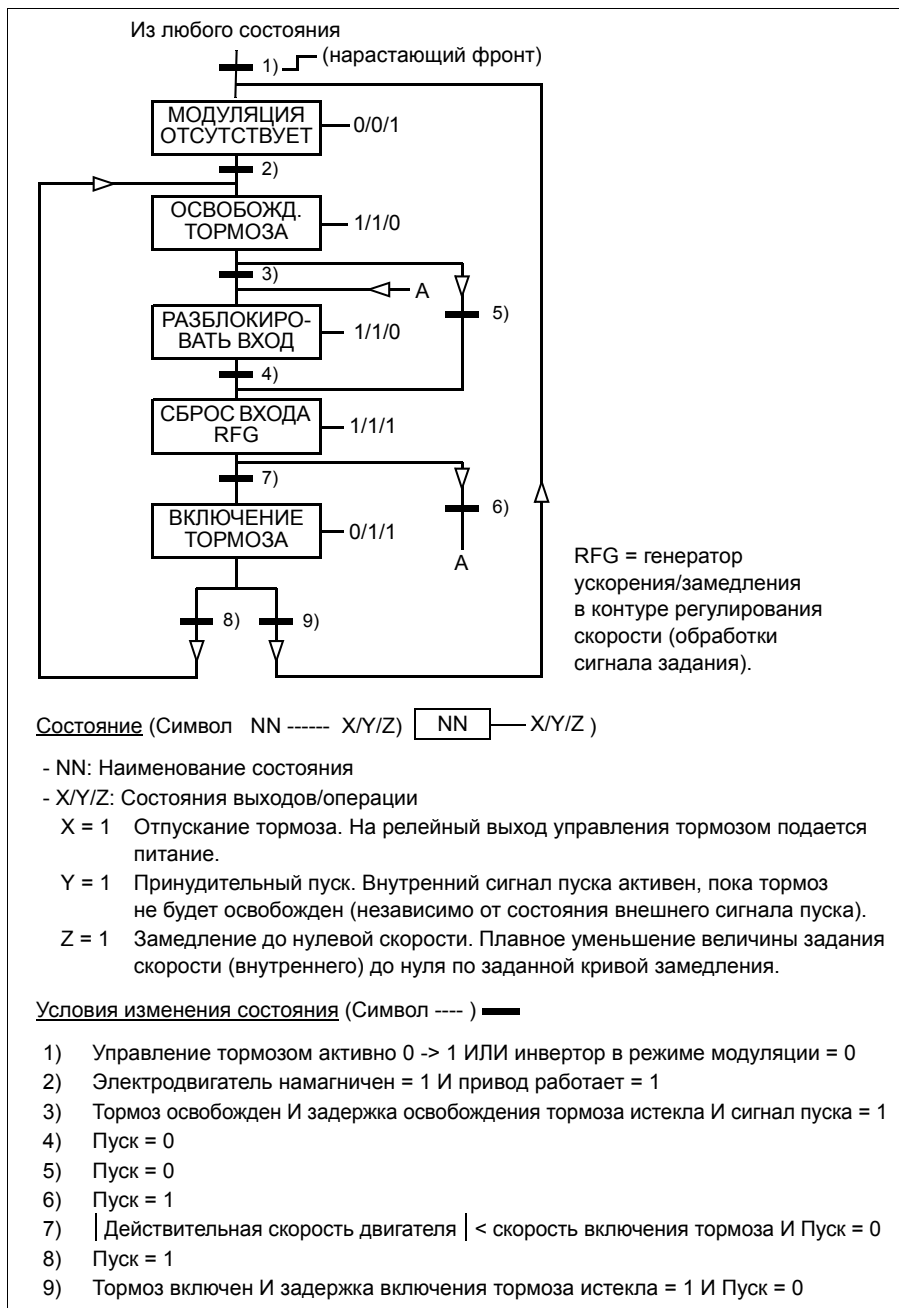 Из любого состояния
1) (нарастающий фронт)
МОДУЛЯЦИЯ
ОТСУТСТВУЕТ
0/0/1
2)
ОСВОБОЖД.
ТОРМОЗА
1/1/0
3)
A
5)
РАЗБЛОКИРО-
ВАТЬ ВХОД
1/1/0
4)
СБРОС ВХОДА
RFG
1/1/1
7)
6)
ВКЛЮЧЕНИЕ
ТОРМОЗА
0/1/1
A
8)
9)
RFG = генератор
ускорения/замедления
в контуре регулирования
скорости (обработки
сигнала задания).
Состояние (Символ NN ------ X/Y/Z) NN X/Y/Z )
- NN: Наименование состояния
- X/Y/Z: Состояния выходов/операции
X = 1 Отпускание тормоза. На релейный выход управления тормозом подается
питание.
Y = 1 Принудительный пуск. Внутренний сигнал пуска активен, пока тормоз
не будет освобожден (независимо от состояния внешнего сигнала пуска).
Z = 1 Замедление до нулевой скорости. Плавное уменьшение величины задания
скорости (внутреннего) до нуля по заданной кривой замедления.
Условия изменения состояния (Символ ---- )
1) Управление тормозом активно 0 -> 1 ИЛИ инвертор в режиме модуляции = 0
2) Электродвигатель намагничен = 1 И привод работает = 1
3) Тормоз освобожден И задержка освобождения тормоза истекла И сигнал пуска = 1
4) Пуск = 0
5) Пуск = 0
6) Пуск = 1
7) | Действительная скорость двигателя | < скорость включения тормоза И Пуск = 0
8) Пуск = 1
9) Тормоз включен И задержка включения тормоза истекла = 1 И Пуск = 0